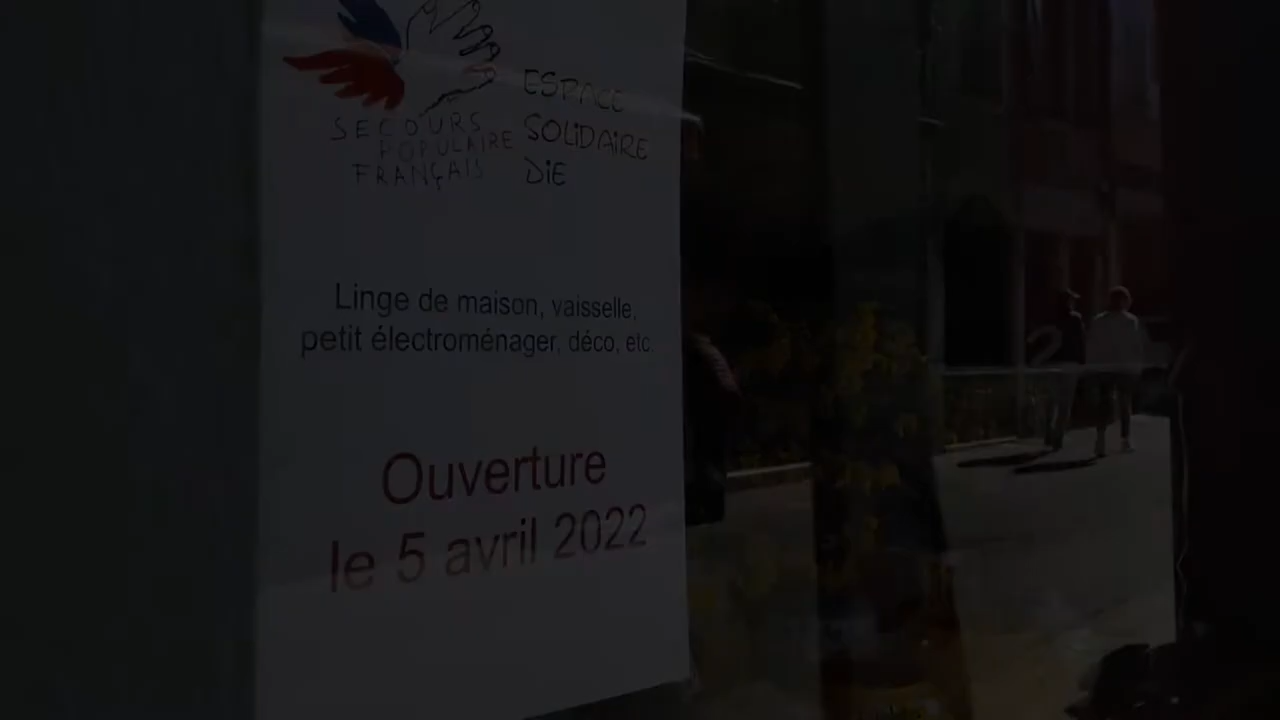 SECOURS
POPULAIRE
FRANÇAIS
ESPACE
SOLiDAiRE
DiE
Linge de maison, vaisselle,
petit électroménager, déco, etc.
Ouverture
le 5 avril 2022